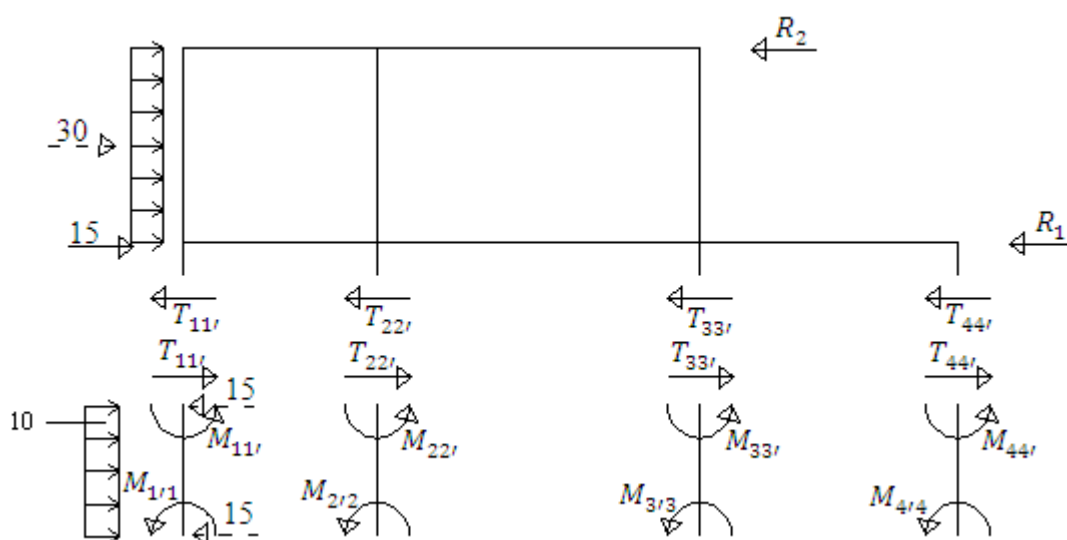 R₂
30
15
R₁
T₁₁′ T₂₂′ T₃₃′ T₄₄′
T₁₁′ T₂₂′ T₃₃′ T₄₄′
10 15
M₁₁′ M₂₂′ M₃₃′ M₄₄′
M₁′₁ M₂′₂ M₃′₃ M₄′₄
15